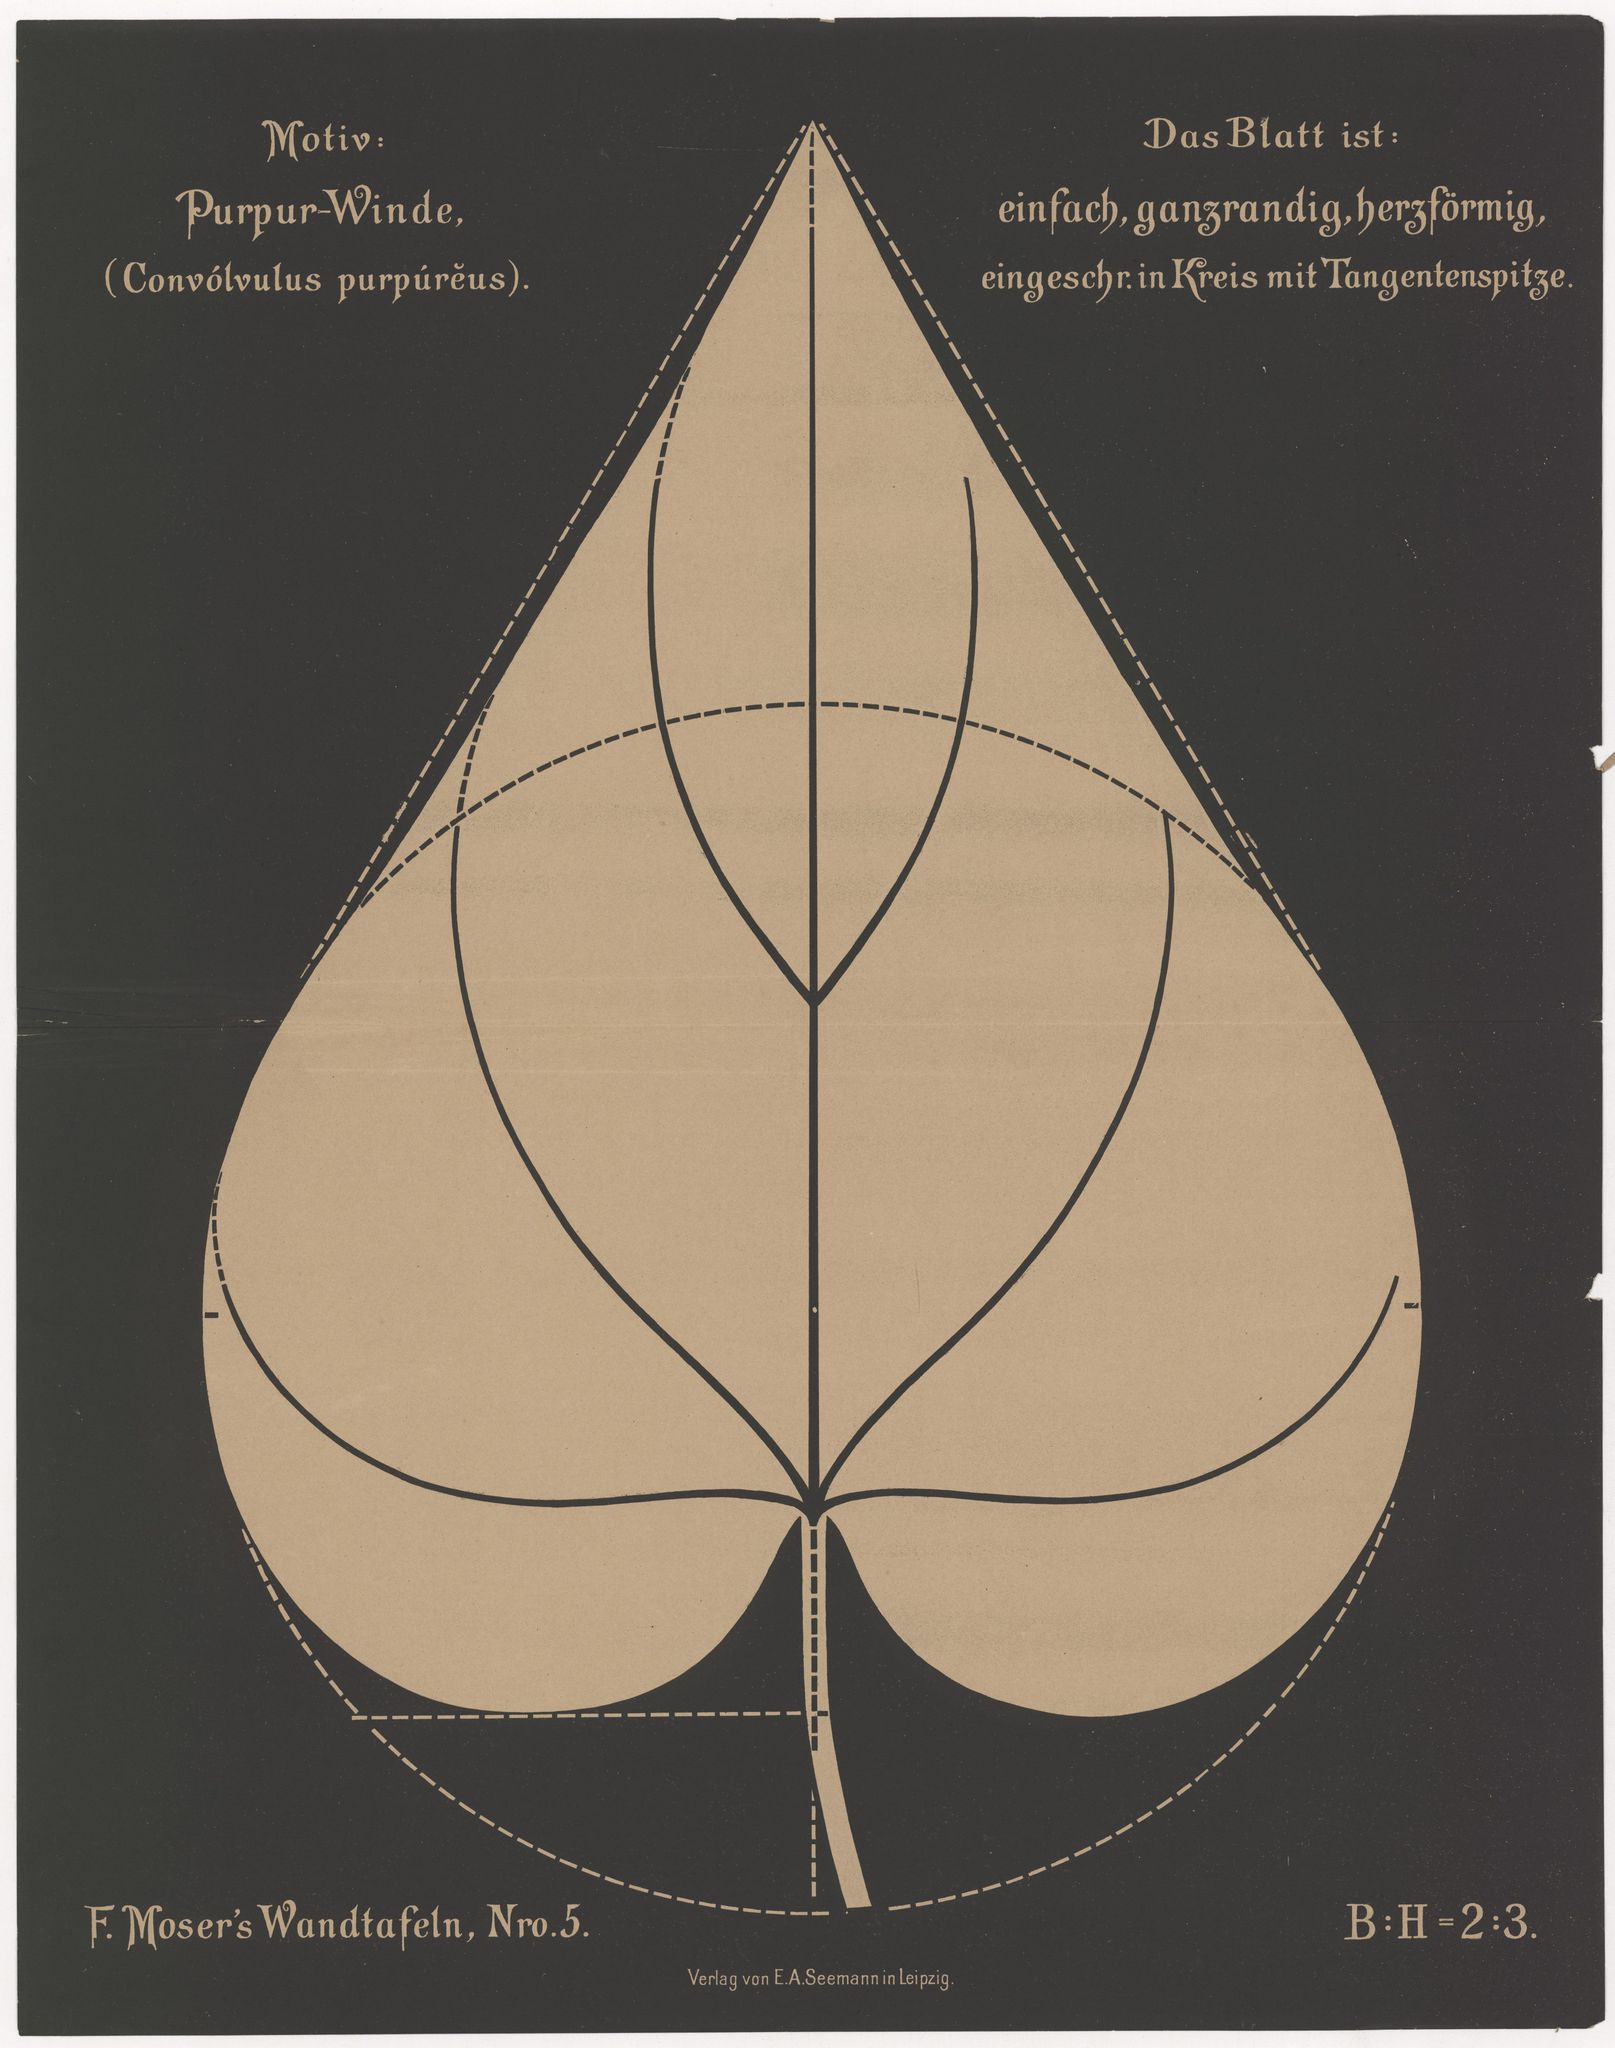 Motiv:
Purpur-Winde,
(Convólvulus purpúrĕus).
Das Blatt ist:
einfach, ganzrandig, herzförmig,
eingeschr. in Kreis mit Tangentenspitze.
F. Moser's Wandtafeln, Nro. 5.
B : H = 2 : 3.
Verlag von E. A. Seemann in Leipzig.